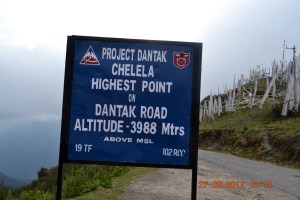 PROJECT DANTAK
CHELELA
HIGHEST POINT
ON
DANTAK ROAD
ALTITUDE -3988 Mtrs
ABOVE MSL
19 TF
102 RCC